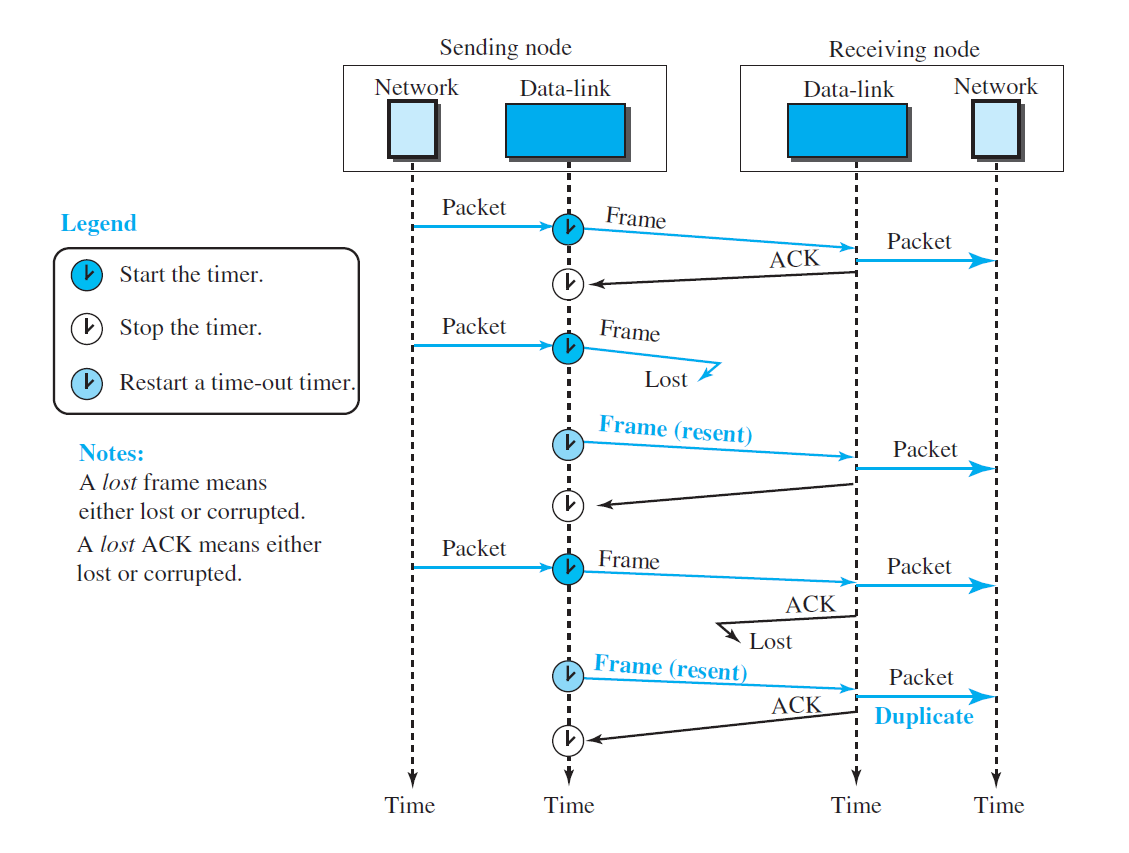 Sending node
Receiving node
Network
Data-link
Data-link
Network
Legend
Start the timer.
Stop the timer.
Restart a time-out timer.
Notes:
A lost frame means
either lost or corrupted.
A lost ACK means either
lost or corrupted.
Packet
Frame
Packet
ACK
Packet
Frame
Lost
Frame (resent)
Packet
Packet
Frame
Packet
ACK
Lost
Frame (resent)
Packet
ACK
Duplicate
Time
Time
Time
Time